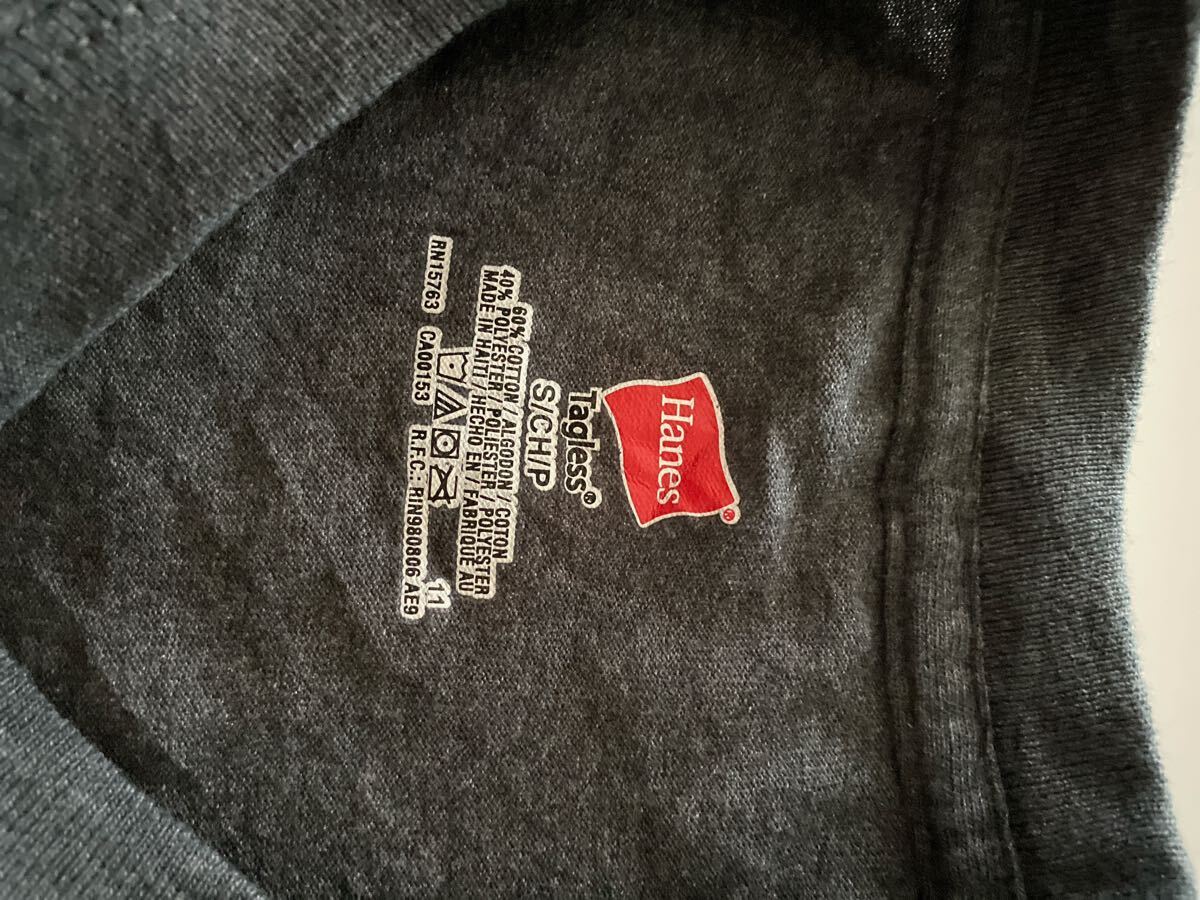 Hanes®
Tagless®
S/CH/P
60% COTTON / ALGODON / COTON
40% POLYESTER / POLIESTER / POLYESTER
MADE IN HAITI / HECHO EN / FABRIQUE AU
11
RN15763 CA00153 R.F.C.: RIN980806 AE9